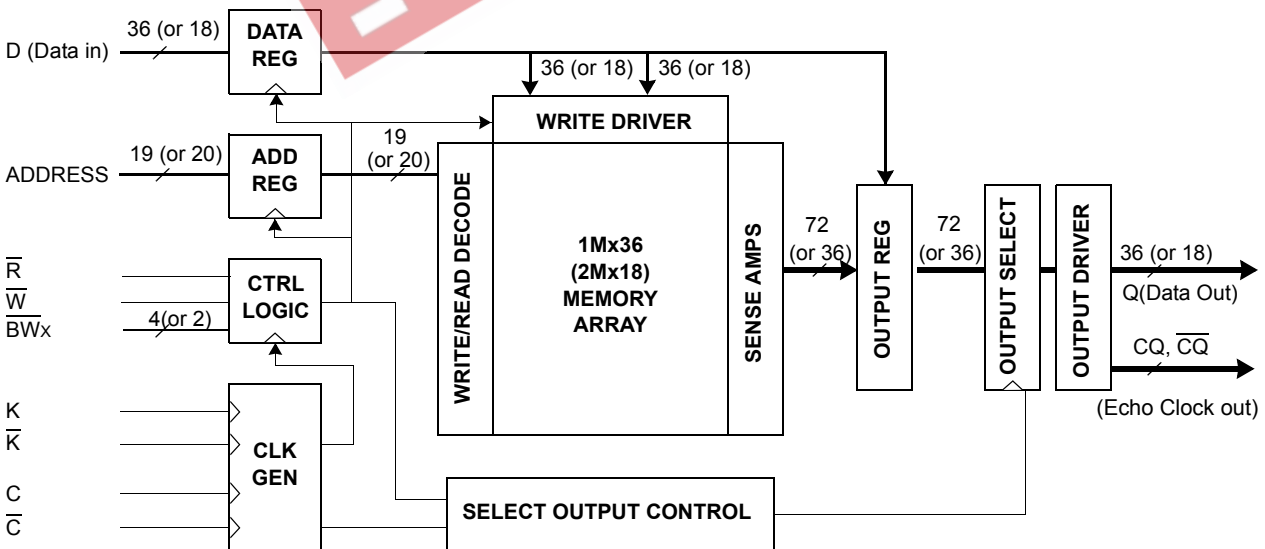 D (Data in)
36 (or 18)
DATA
REG
36 (or 18)
36 (or 18)
WRITE DRIVER
ADDRESS
19 (or 20)
ADD
REG
19
(or 20)
WRITE/READ DECODE
1Mx36
(2Mx18)
MEMORY
ARRAY
SENSE AMPS
72
(or 36)
OUTPUT REG
72
(or 36)
OUTPUT SELECT
OUTPUT DRIVER
36 (or 18)
Q(Data Out)
CQ, C̅Q̅
(Echo Clock out)
R̅
W̅
B̅W̅x
4(or 2)
CTRL
LOGIC
K
K̅
C
C̅
CLK
GEN
SELECT OUTPUT CONTROL